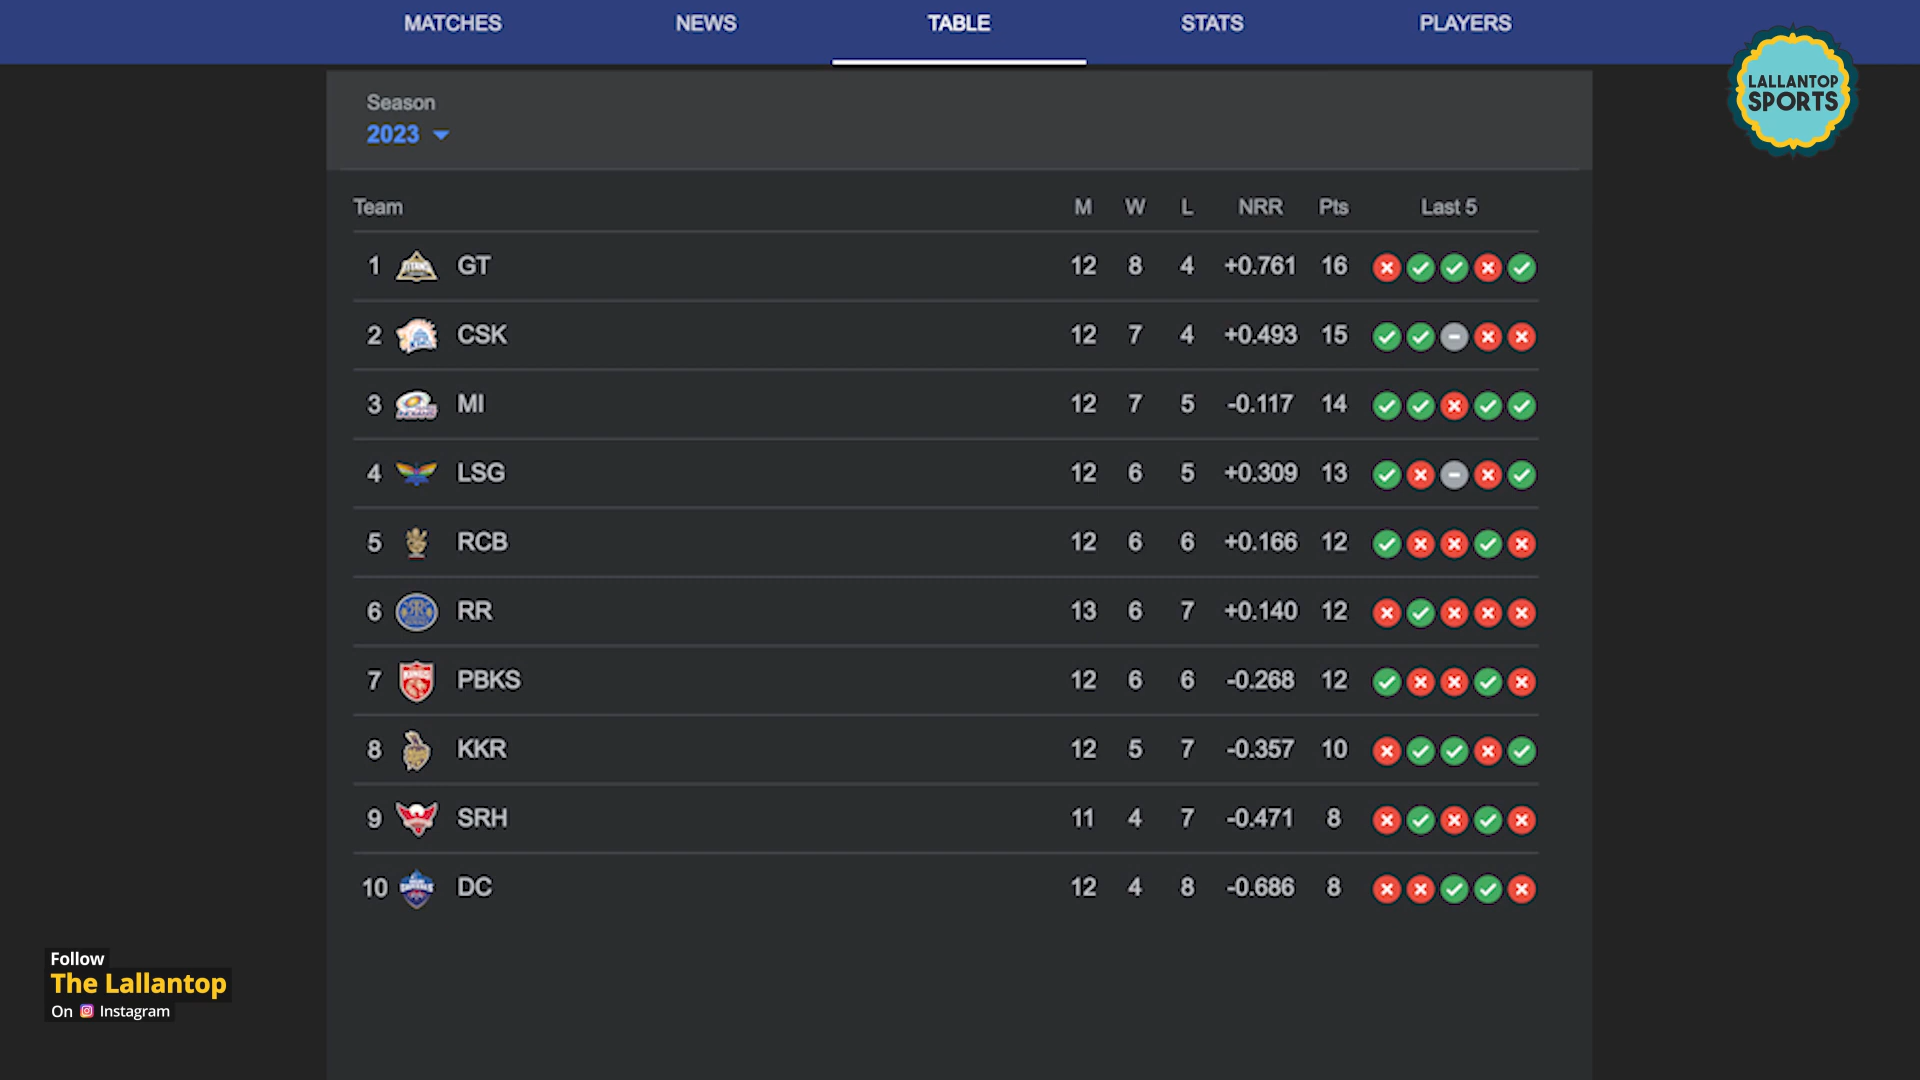 MATCHES NEWS TABLE STATS PLAYERS
LALLANTOP
SPORTS
Season
2023
Team M W L NRR Pts Last 5
1 GT 12 8 4 +0.761 16
2 CSK 12 7 4 +0.493 15
3 MI 12 7 5 -0.117 14
4 LSG 12 6 5 +0.309 13
5 RCB 12 6 6 +0.166 12
6 RR 13 6 7 +0.140 12
7 PBKS 12 6 6 -0.268 12
8 KKR 12 5 7 -0.357 10
9 SRH 11 4 7 -0.471 8
10 DC 12 4 8 -0.686 8
Follow
The Lallantop
On Instagram